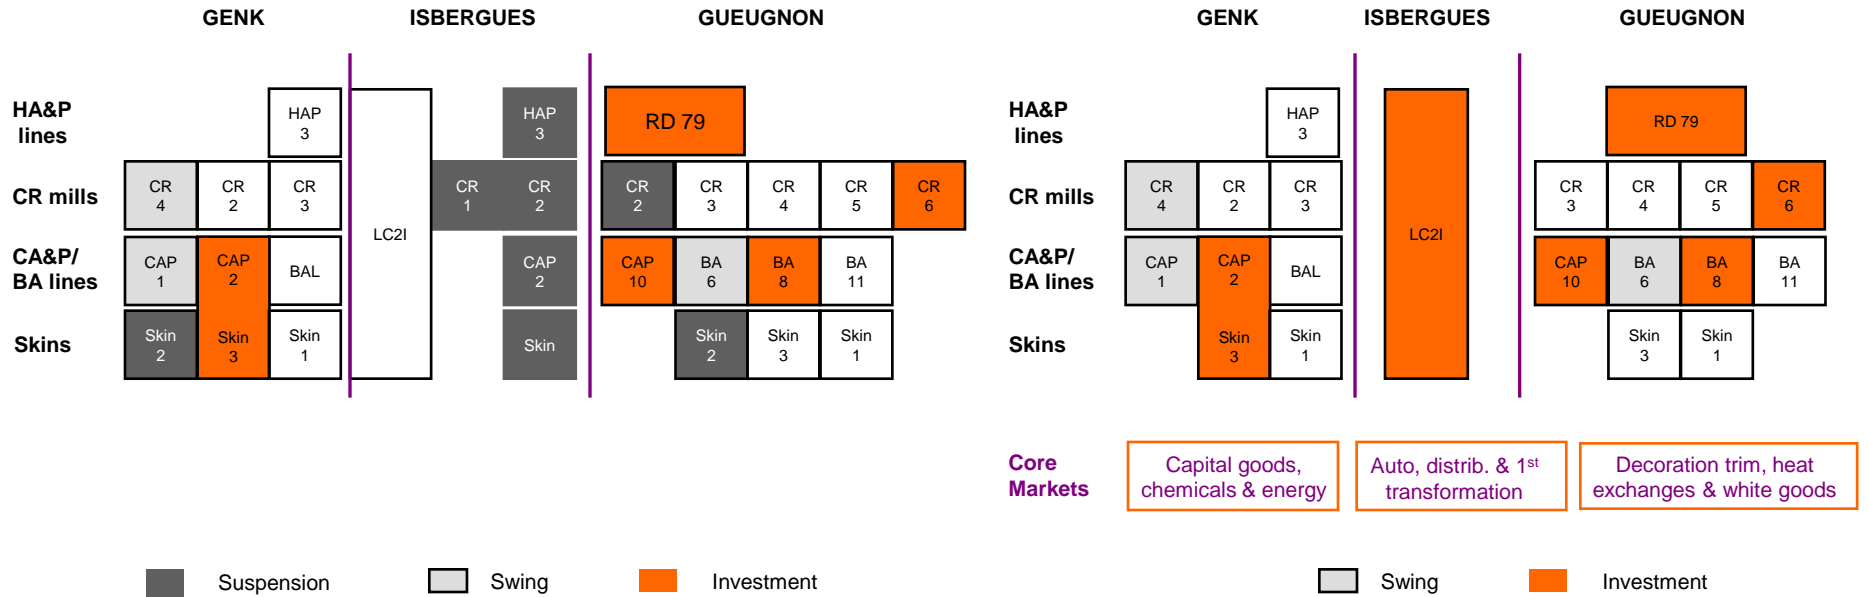 GENK
ISBERGUES
GUEUGNON
HA&P
lines
HAP
3
HAP
3
RD 79
CR mills
CR
4
CR
2
CR
3
CR
1
CR
2
CR
2
CR
3
CR
4
CR
5
CR
6
LC2I
CA&P/
BA lines
CAP
1
CAP
2
BAL
CAP
2
CAP
10
BA
6
BA
8
BA
11
Skins
Skin
2
Skin
3
Skin
1
Skin
Skin
2
Skin
3
Skin
1
Suspension
Swing
Investment
GENK
ISBERGUES
GUEUGNON
HA&P
lines
HAP
3
RD 79
CR mills
CR
4
CR
2
CR
3
CR
3
CR
4
CR
5
CR
6
LC2I
CA&P/
BA lines
CAP
1
CAP
2
BAL
CAP
10
BA
6
BA
8
BA
11
Skins
Skin
3
Skin
1
Skin
3
Skin
1
Core
Markets
Capital goods,
chemicals & energy
Auto, distrib. & 1st
transformation
Decoration trim, heat
exchanges & white goods
Swing
Investment